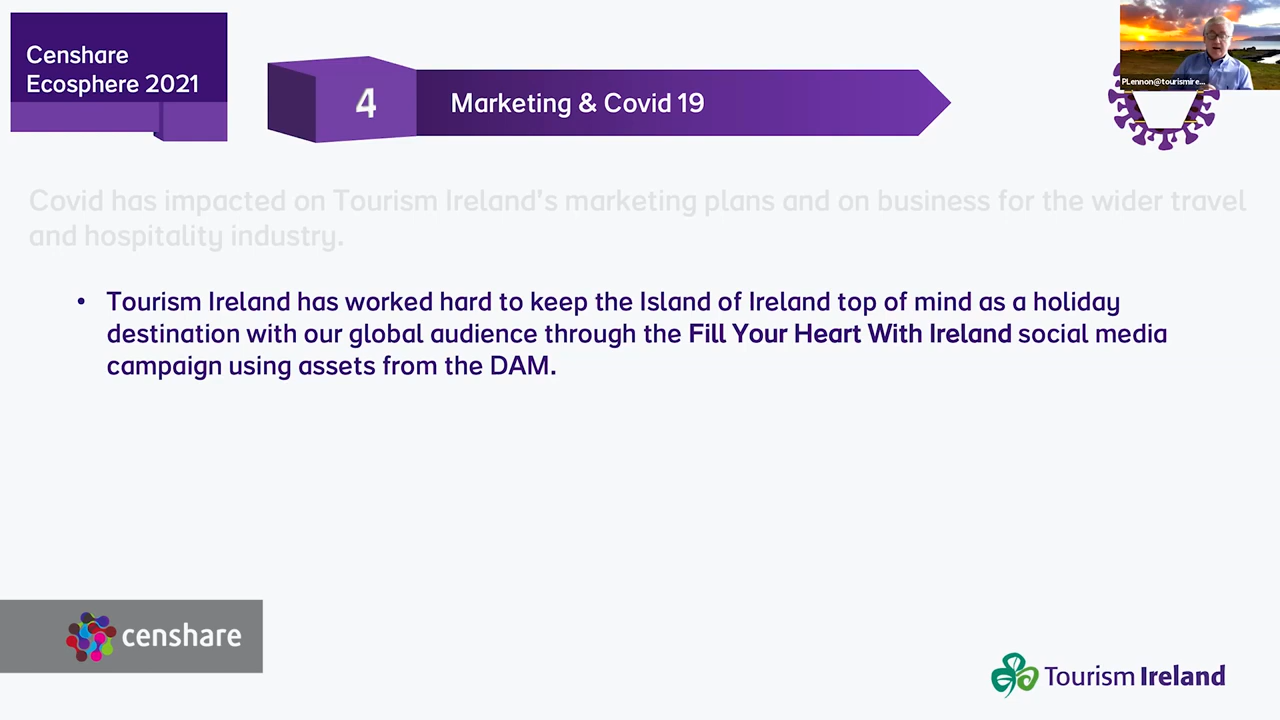 Censhare
Ecosphere 2021
4
Marketing & Covid 19
PLennon@tourismire...
Covid has impacted on Tourism Ireland's marketing plans and on business for the wider travel
and hospitality industry.
• Tourism Ireland has worked hard to keep the Island of Ireland top of mind as a holiday
destination with our global audience through the Fill Your Heart With Ireland social media
campaign using assets from the DAM.
censhare
Tourism Ireland